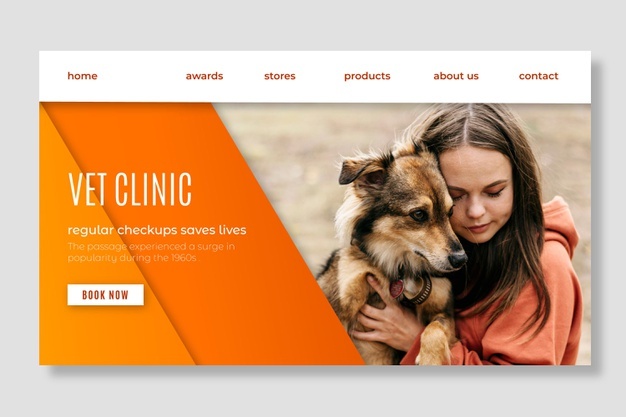 home awards stores products about us contact
VET CLINIC
regular checkups saves lives
The passage experienced a surge in
popularity during the 1960s
BOOK NOW